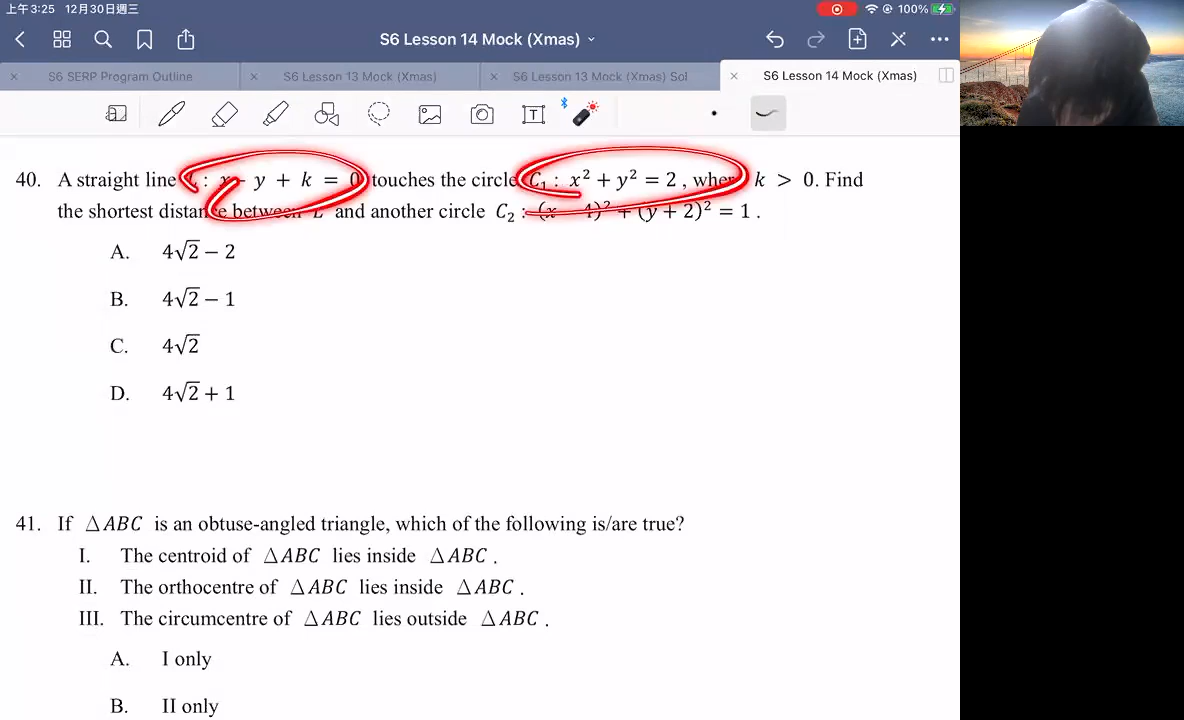 上午3:25 12月30日週三
100%
S6 Lesson 14 Mock (Xmas)
S6 SERP Program Outline
S6 Lesson 13 Mock (Xmas)
S6 Lesson 13 Mock (Xmas) Sol
S6 Lesson 14 Mock (Xmas)
40. A straight line : x − y + k = 0 touches the circle C₁ : x² + y² = 2 , where k > 0. Find
the shortest distance between L and another circle C₂ : (x − 4)² + (y + 2)² = 1 .
A. 4√2 − 2
B. 4√2 − 1
C. 4√2
D. 4√2 + 1
41. If △ABC is an obtuse-angled triangle, which of the following is/are true?
I. The centroid of △ABC lies inside △ABC .
II. The orthocentre of △ABC lies inside △ABC .
III. The circumcentre of △ABC lies outside △ABC .
A. I only
B. II only